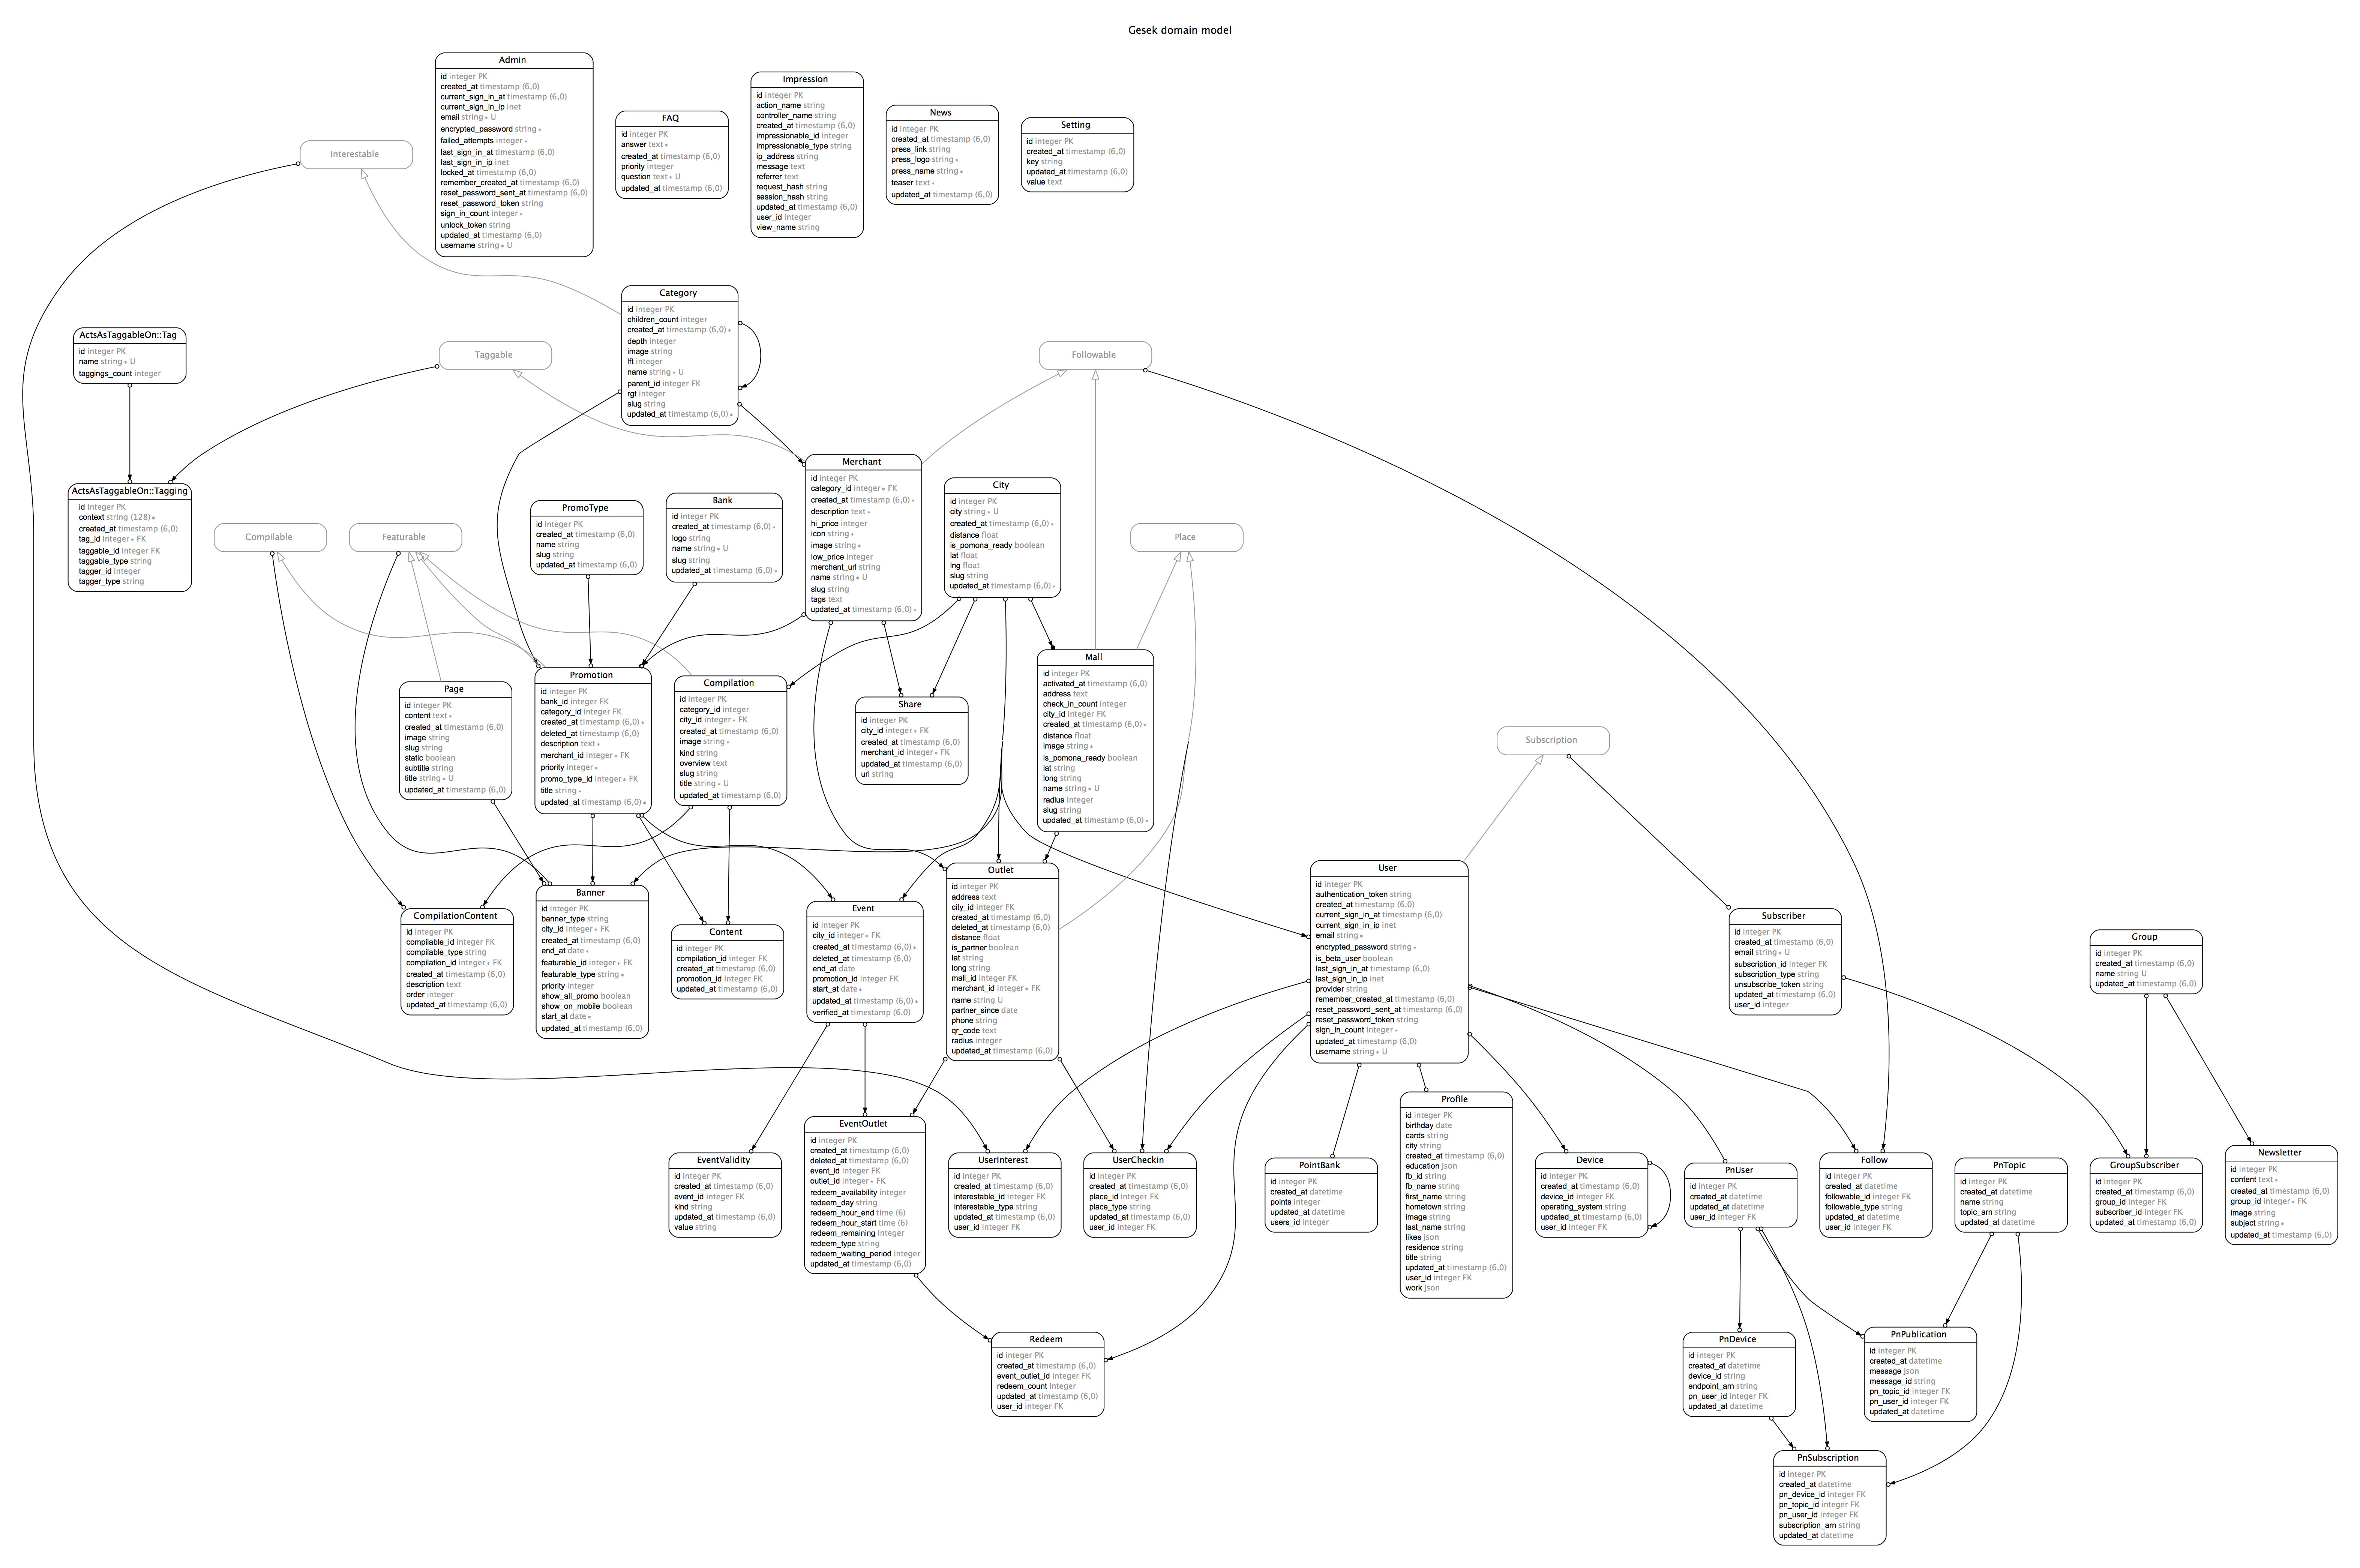 Gesek domain model
Admin
id integer PK
created_at timestamp (6,0)
current_sign_in_at timestamp (6,0)
current_sign_in_ip inet
email string ∗ U
encrypted_password string ∗
failed_attempts integer ∗
last_sign_in_at timestamp (6,0)
last_sign_in_ip inet
locked_at timestamp (6,0)
remember_created_at timestamp (6,0)
reset_password_sent_at timestamp (6,0)
reset_password_token string
sign_in_count integer ∗
unlock_token string
updated_at timestamp (6,0)
username string ∗ U
FAQ
id integer PK
answer text ∗
created_at timestamp (6,0)
priority integer
question text ∗ U
updated_at timestamp (6,0)
Impression
id integer PK
action_name string
controller_name string
created_at timestamp (6,0)
impressionable_id integer
impressionable_type string
ip_address string
message text
referrer text
request_hash string
session_hash string
updated_at timestamp (6,0)
user_id integer
view_name string
News
id integer PK
created_at timestamp (6,0)
press_link string
press_logo string ∗
press_name string ∗
teaser text ∗
updated_at timestamp (6,0)
Setting
id integer PK
created_at timestamp (6,0)
key string
updated_at timestamp (6,0)
value text
Interestable
Category
id integer PK
children_count integer
created_at timestamp (6,0) ∗
depth integer
image string
lft integer
name string ∗ U
parent_id integer FK
rgt integer
slug string
updated_at timestamp (6,0) ∗
ActsAsTaggableOn::Tag
id integer PK
name string ∗ U
taggings_count integer
Taggable
Followable
ActsAsTaggableOn::Tagging
id integer PK
context string (128) ∗
created_at timestamp (6,0)
tag_id integer ∗ FK
taggable_id integer FK
taggable_type string
tagger_id integer
tagger_type string
Compilable
Featurable
PromoType
id integer PK
created_at timestamp (6,0)
name string
slug string
updated_at timestamp (6,0)
Bank
id integer PK
created_at timestamp (6,0) ∗
logo string
name string ∗ U
slug string
updated_at timestamp (6,0) ∗
Merchant
id integer PK
category_id integer ∗ FK
created_at timestamp (6,0) ∗
description text ∗
hi_price integer
icon string ∗
image string ∗
low_price integer
merchant_url string
name string ∗ U
slug string
tags text
updated_at timestamp (6,0) ∗
City
id integer PK
city string ∗ U
created_at timestamp (6,0) ∗
distance float
is_pomona_ready boolean
lat float
lng float
slug string
updated_at timestamp (6,0) ∗
Place
Page
id integer PK
content text ∗
created_at timestamp (6,0)
image string
slug string
static boolean
subtitle string
title string ∗ U
updated_at timestamp (6,0)
Promotion
id integer PK
bank_id integer FK
category_id integer FK
created_at timestamp (6,0) ∗
deleted_at timestamp (6,0)
description text ∗
merchant_id integer ∗ FK
priority integer ∗
promo_type_id integer ∗ FK
title string ∗
updated_at timestamp (6,0) ∗
Compilation
id integer PK
category_id integer
city_id integer ∗ FK
created_at timestamp (6,0)
image string ∗
kind string
overview text
slug string
title string ∗ U
updated_at timestamp (6,0)
Share
id integer PK
city_id integer ∗ FK
created_at timestamp (6,0)
merchant_id integer ∗ FK
updated_at timestamp (6,0)
url string
Mall
id integer PK
activated_at timestamp (6,0)
address text
check_in_count integer
city_id integer FK
created_at timestamp (6,0) ∗
distance float
image string ∗
is_pomona_ready boolean
lat string
long string
name string ∗ U
radius integer
slug string
updated_at timestamp (6,0) ∗
Subscription
CompilationContent
id integer PK
compilable_id integer FK
compilable_type string
compilation_id integer ∗ FK
created_at timestamp (6,0)
description text
order integer
updated_at timestamp (6,0)
Banner
id integer PK
banner_type string
city_id integer ∗ FK
created_at timestamp (6,0)
end_at date ∗
featurable_id integer ∗ FK
featurable_type string ∗
priority integer
show_all_promo boolean
show_on_mobile boolean
start_at date ∗
updated_at timestamp (6,0)
Content
id integer PK
compilation_id integer FK
created_at timestamp (6,0)
promotion_id integer FK
updated_at timestamp (6,0)
Event
id integer PK
city_id integer ∗ FK
created_at timestamp (6,0) ∗
deleted_at timestamp (6,0)
end_at date
promotion_id integer FK
start_at date ∗
updated_at timestamp (6,0) ∗
verified_at timestamp (6,0)
Outlet
id integer PK
address text
city_id integer FK
created_at timestamp (6,0)
deleted_at timestamp (6,0)
distance float
is_partner boolean
lat string
long string
mall_id integer FK
merchant_id integer ∗ FK
name string U
partner_since date
phone string
qr_code text
radius integer
updated_at timestamp (6,0)
User
id integer PK
authentication_token string
created_at timestamp (6,0)
current_sign_in_at timestamp (6,0)
current_sign_in_ip inet
email string ∗
encrypted_password string ∗
is_beta_user boolean
last_sign_in_at timestamp (6,0)
last_sign_in_ip inet
provider string
remember_created_at timestamp (6,0)
reset_password_sent_at timestamp (6,0)
reset_password_token string
sign_in_count integer ∗
updated_at timestamp (6,0)
username string ∗ U
Subscriber
id integer PK
created_at timestamp (6,0)
email string ∗ U
subscription_id integer FK
subscription_type string
unsubscribe_token string
updated_at timestamp (6,0)
user_id integer
Group
id integer PK
created_at timestamp (6,0)
name string U
updated_at timestamp (6,0)
EventValidity
id integer PK
created_at timestamp (6,0)
event_id integer FK
kind string
updated_at timestamp (6,0)
value string
EventOutlet
id integer PK
created_at timestamp (6,0)
deleted_at timestamp (6,0)
event_id integer FK
outlet_id integer ∗ FK
redeem_availability integer
redeem_day string
redeem_hour_end time (6)
redeem_hour_start time (6)
redeem_remaining integer
redeem_type string
redeem_waiting_period integer
updated_at timestamp (6,0)
UserInterest
id integer PK
created_at timestamp (6,0)
interestable_id integer FK
interestable_type string
updated_at timestamp (6,0)
user_id integer FK
UserCheckin
id integer PK
created_at timestamp (6,0)
place_id integer FK
place_type string
updated_at timestamp (6,0)
user_id integer FK
PointBank
id integer PK
created_at datetime
points integer
updated_at datetime
users_id integer
Profile
id integer PK
birthday date
cards string
city string
created_at timestamp (6,0)
education json
fb_id string
fb_name string
first_name string
hometown string
image string
last_name string
likes json
residence string
title string
updated_at timestamp (6,0)
user_id integer FK
work json
Device
id integer PK
created_at timestamp (6,0)
device_id integer FK
operating_system string
updated_at timestamp (6,0)
user_id integer FK
PnUser
id integer PK
created_at datetime
updated_at datetime
user_id integer FK
Follow
id integer PK
created_at datetime
followable_id integer FK
followable_type string
updated_at datetime
user_id integer FK
PnTopic
id integer PK
created_at datetime
name string
topic_arn string
updated_at datetime
GroupSubscriber
id integer PK
created_at timestamp (6,0)
group_id integer FK
subscriber_id integer FK
updated_at timestamp (6,0)
Newsletter
id integer PK
content text ∗
created_at timestamp (6,0)
group_id integer ∗ FK
image string
subject string ∗
updated_at timestamp (6,0)
Redeem
id integer PK
created_at timestamp (6,0)
event_outlet_id integer FK
redeem_count integer
updated_at timestamp (6,0)
user_id integer FK
PnDevice
id integer PK
created_at datetime
device_id string
endpoint_arn string
pn_user_id integer FK
updated_at datetime
PnPublication
id integer PK
created_at datetime
message json
message_id string
pn_topic_id integer FK
pn_user_id integer FK
updated_at datetime
PnSubscription
id integer PK
created_at datetime
pn_device_id integer FK
pn_topic_id integer FK
pn_user_id integer FK
subscription_arn string
updated_at datetime